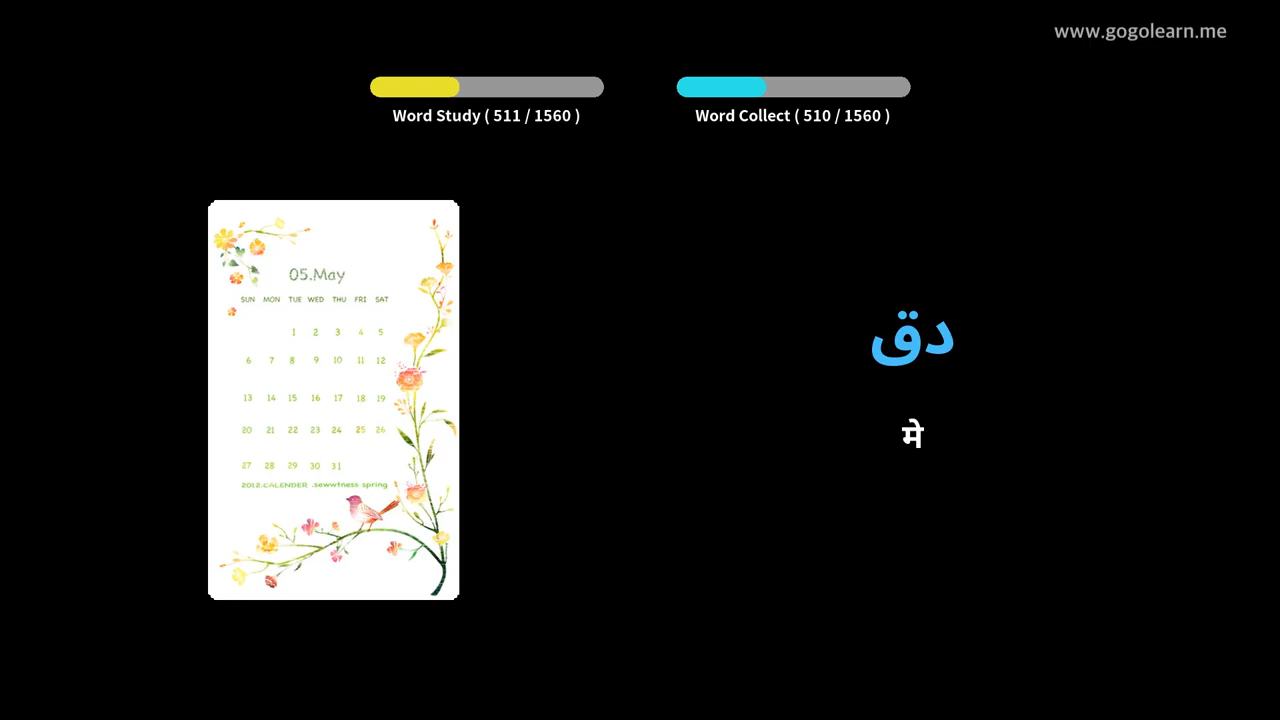 www.gogolearn.me
Word Study ( 511 / 1560 )
Word Collect ( 510 / 1560 )
05.May
SUN MON TUE WED THU FRI SAT
1 2 3 4 5
6 7 8 9 10 11 12
13 14 15 16 17 18 19
20 21 22 23 24 25 26
27 28 29 30 31
2012.CALENDER .sewwtness spring
دق
मे